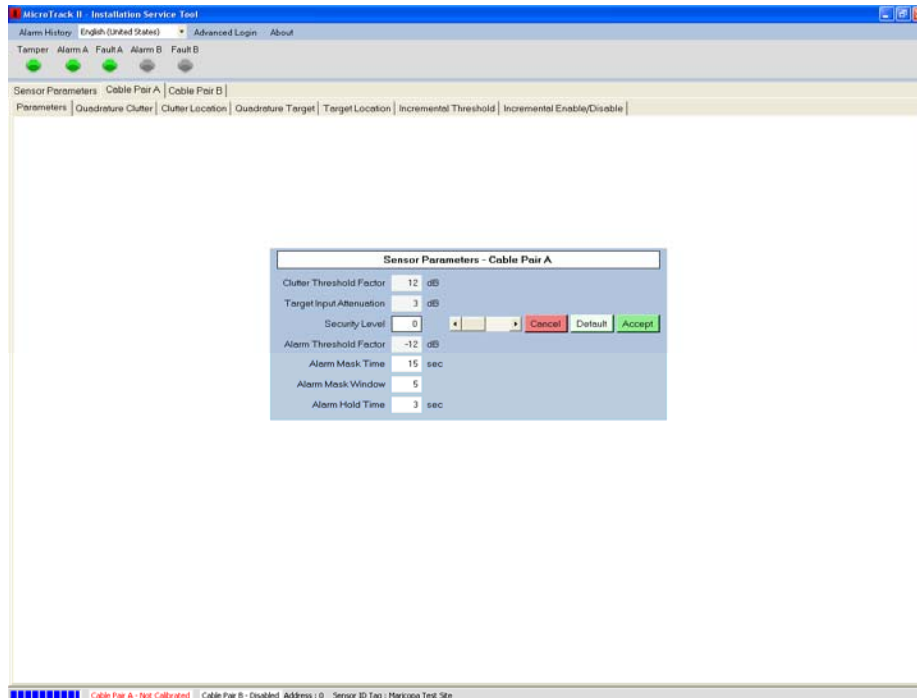 MicroTrack II - Installation Service Tool
Alarm History English (United States) Advanced Login About
Tamper Alarm A Fault A Alarm B Fault B
Sensor Parameters Cable Pair A Cable Pair B
Parameters Quadrature Clutter Clutter Location Quadrature Target Target Location Incremental Threshold Incremental Enable/Disable
Sensor Parameters - Cable Pair A
Clutter Threshold Factor 12 dB
Target Input Attenuation 3 dB
Security Level 0 Cancel Default Accept
Alarm Threshold Factor -12 dB
Alarm Mask Time 15 sec
Alarm Mask Window 5
Alarm Hold Time 3 sec
Cable Pair A - Not Calibrated Cable Pair B - Disabled Address : 0 Sensor ID Tag : Maricopa Test Site